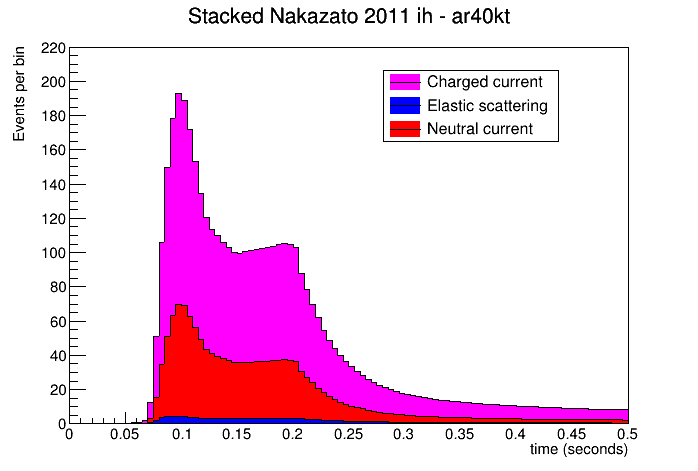 Stacked Nakazato 2011 ih - ar40kt
Events per bin
220
200
180
160
140
120
100
80
60
40
20
0
Charged current
Elastic scattering
Neutral current
0 0.05 0.1 0.15 0.2 0.25 0.3 0.35 0.4 0.45 0.5
time (seconds)